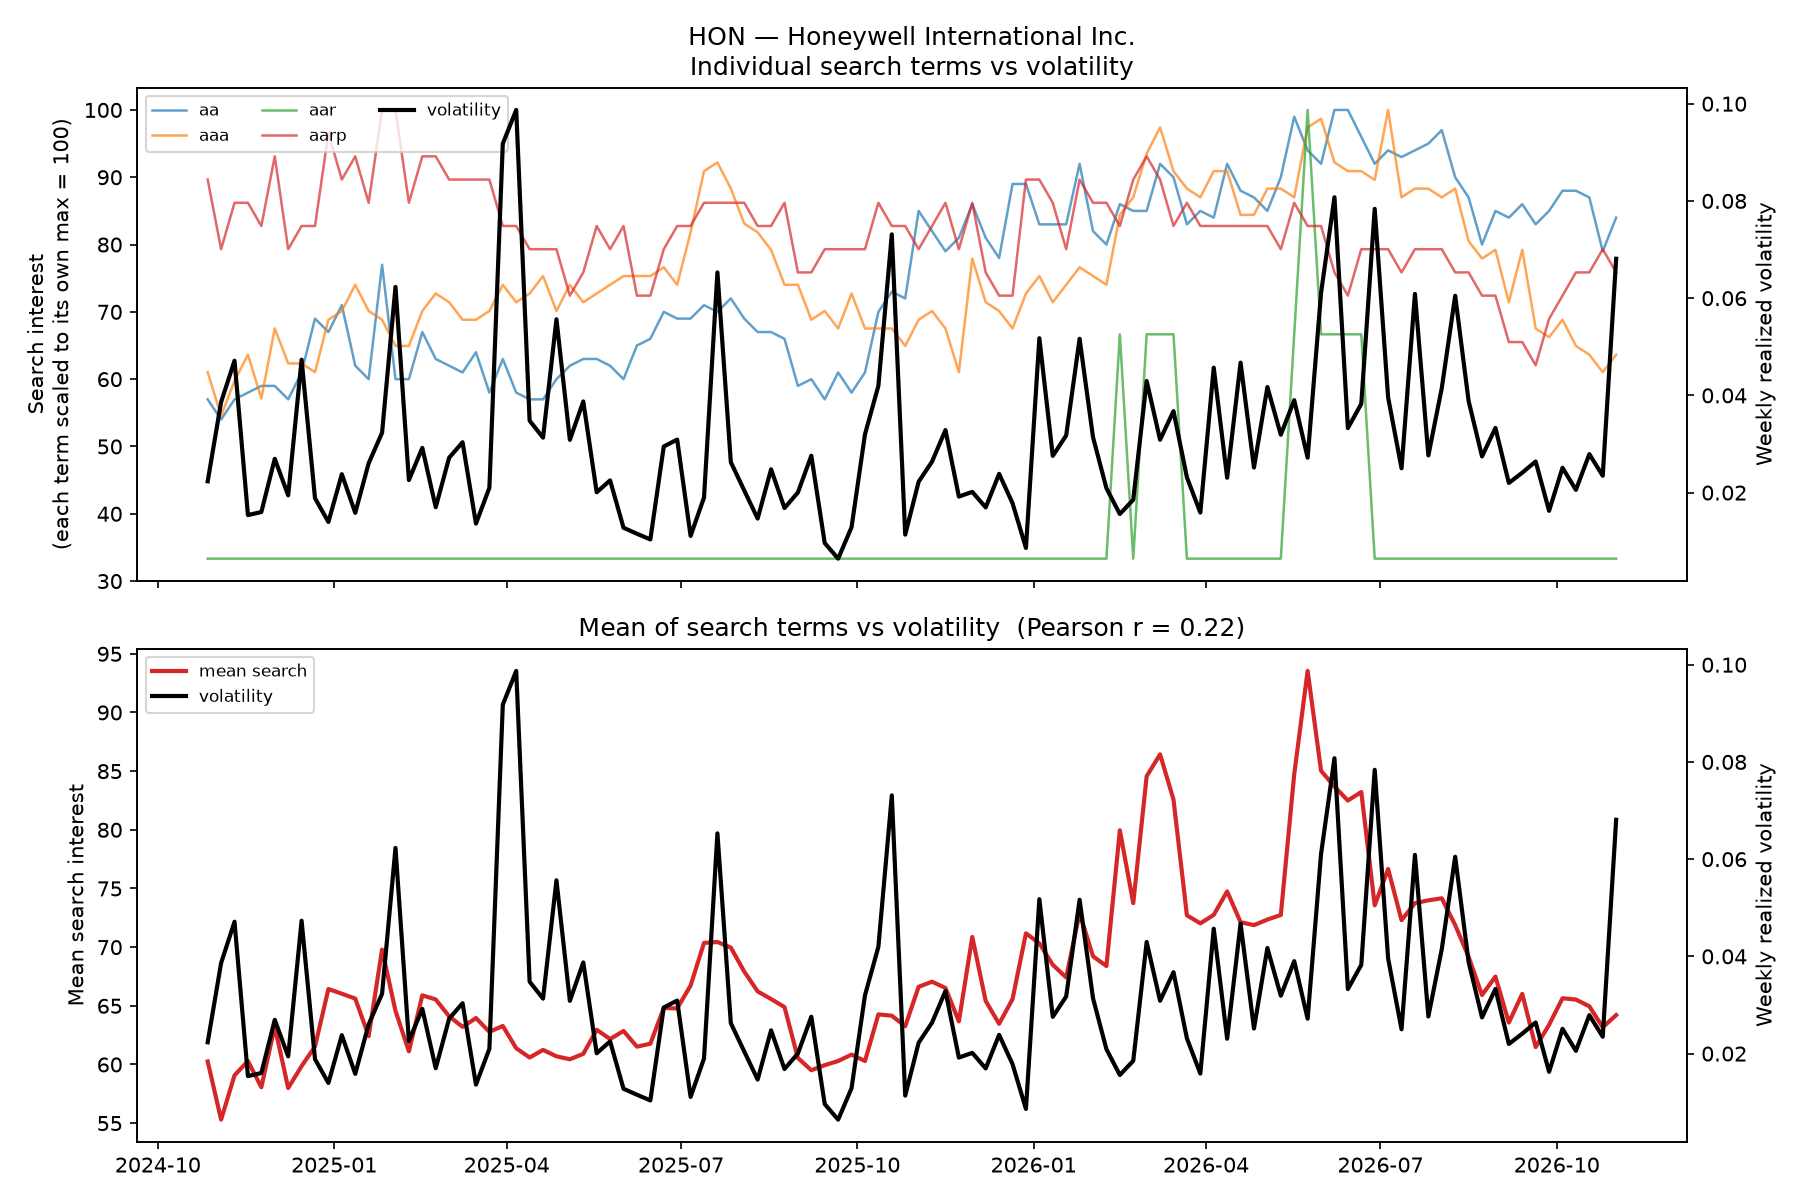 HON — Honeywell International Inc.
Individual search terms vs volatility
aa
aaa
aar
aarp
volatility
Search interest
(each term scaled to its own max = 100)
100
90
80
70
60
50
40
30
0.10
0.08
0.06
0.04
0.02
Weekly realized volatility
Mean of search terms vs volatility  (Pearson r = 0.22)
mean search
volatility
Mean search interest
95
90
85
80
75
70
65
60
55
0.10
0.08
0.06
0.04
0.02
Weekly realized volatility
2024-10 2025-01 2025-04 2025-07 2025-10 2026-01 2026-04 2026-07 2026-10